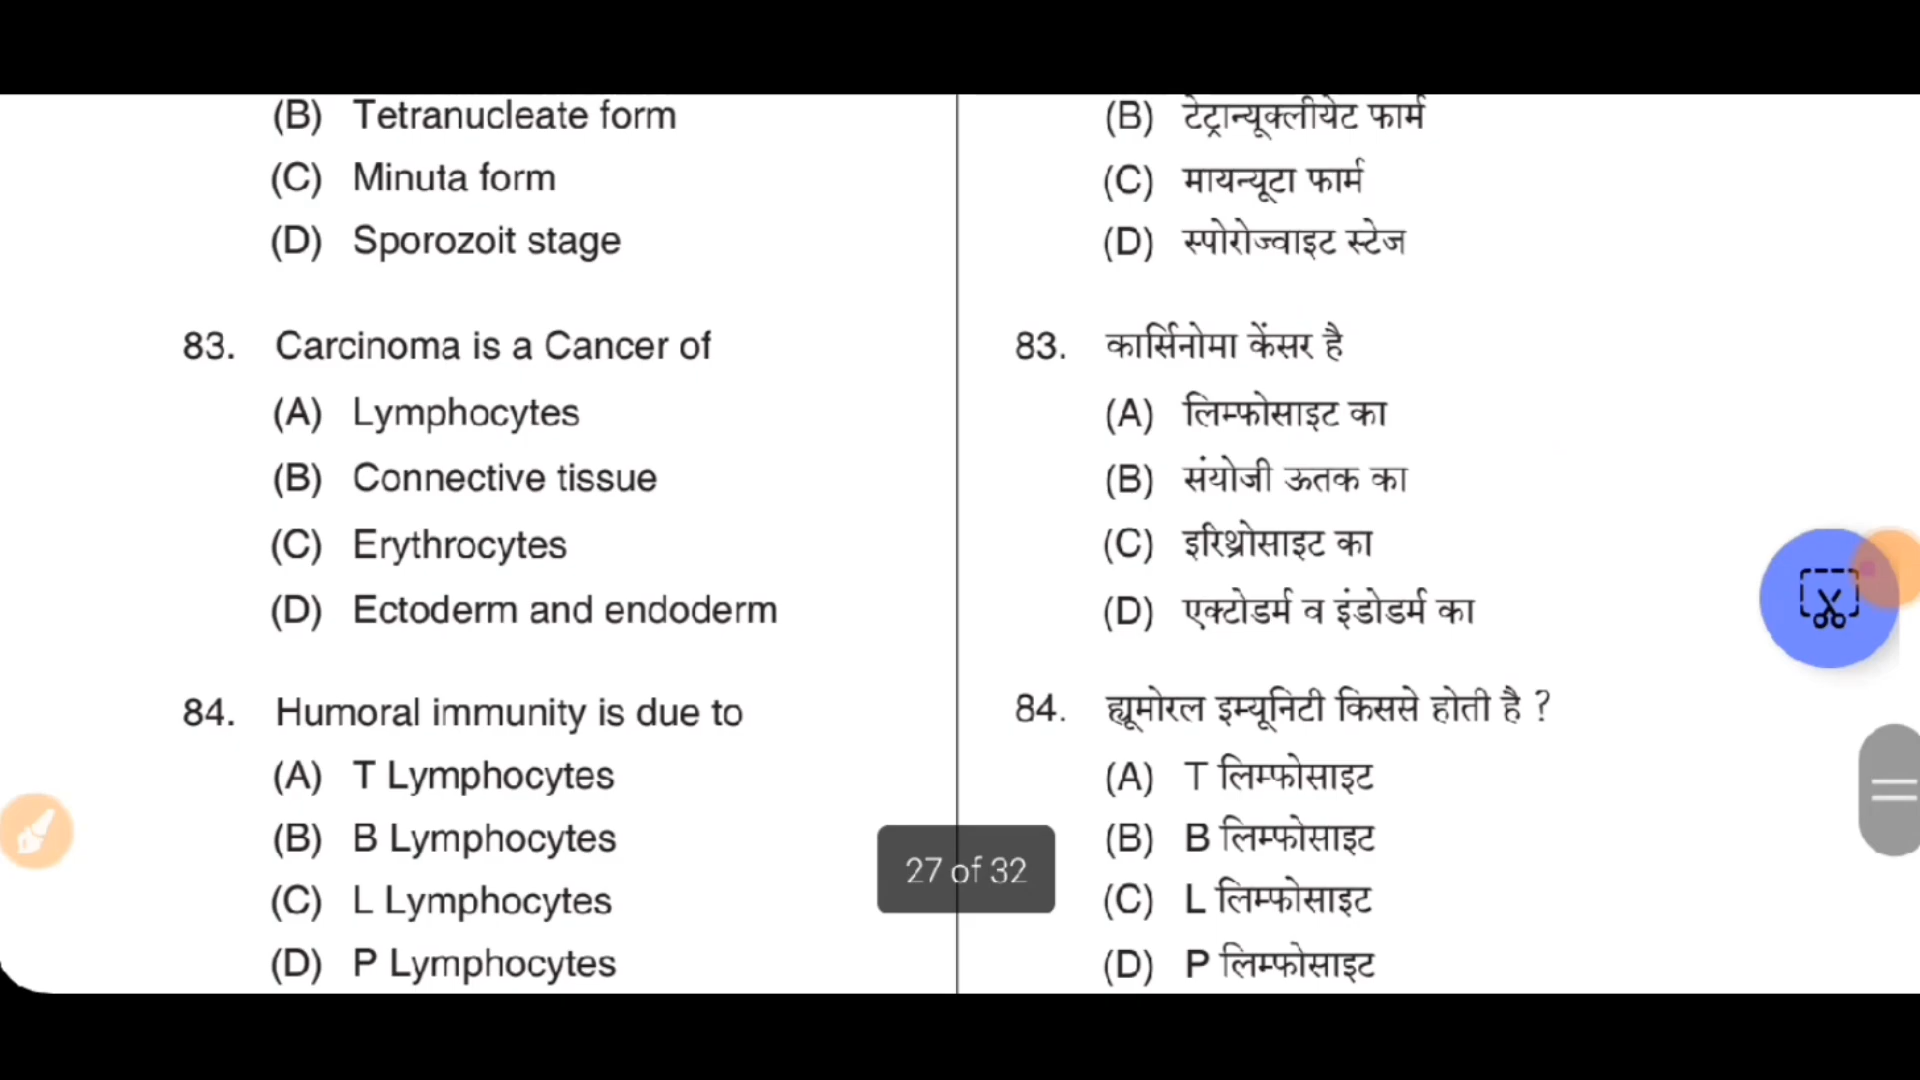 (B) Tetranucleate form
(C) Minuta form
(D) Sporozoit stage
83. Carcinoma is a Cancer of
(A) Lymphocytes
(B) Connective tissue
(C) Erythrocytes
(D) Ectoderm and endoderm
84. Humoral immunity is due to
(A) T Lymphocytes
(B) B Lymphocytes
(C) L Lymphocytes
(D) P Lymphocytes
(B) टेट्रान्यूक्लीयेट फार्म
(C) मायन्यूटा फार्म
(D) स्पोरोज्वाइट स्टेज
83. कार्सिनोमा केंसर है
(A) लिम्फोसाइट का
(B) संयोजी ऊतक का
(C) इरिथ्रोसाइट का
(D) एक्टोडर्म व इंडोडर्म का
84. ह्यूमोरल इम्यूनिटी किससे होती है ?
(A) T लिम्फोसाइट
(B) B लिम्फोसाइट
(C) L लिम्फोसाइट
(D) P लिम्फोसाइट
27 of 32